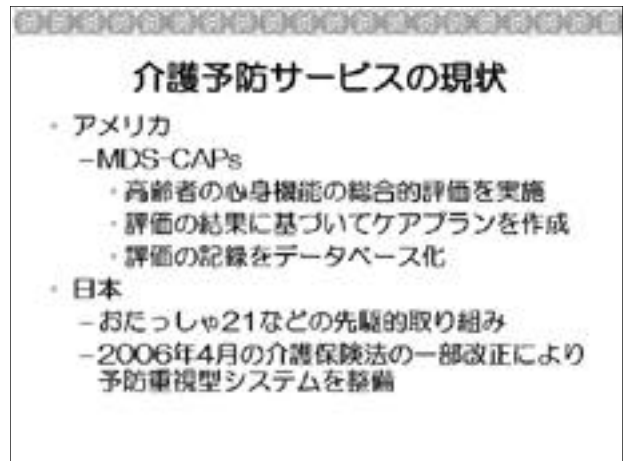 介護予防サービスの現状
・アメリカ
–MDS-CAPs
・高齢者の心身機能の総合的評価を実施
・評価の結果に基づいてケアプランを作成
・評価の記録をデータベース化
・日本
–おたっしゃ21などの先駆的取り組み
–2006年4月の介護保険法の一部改正により
予防重視型システムを整備